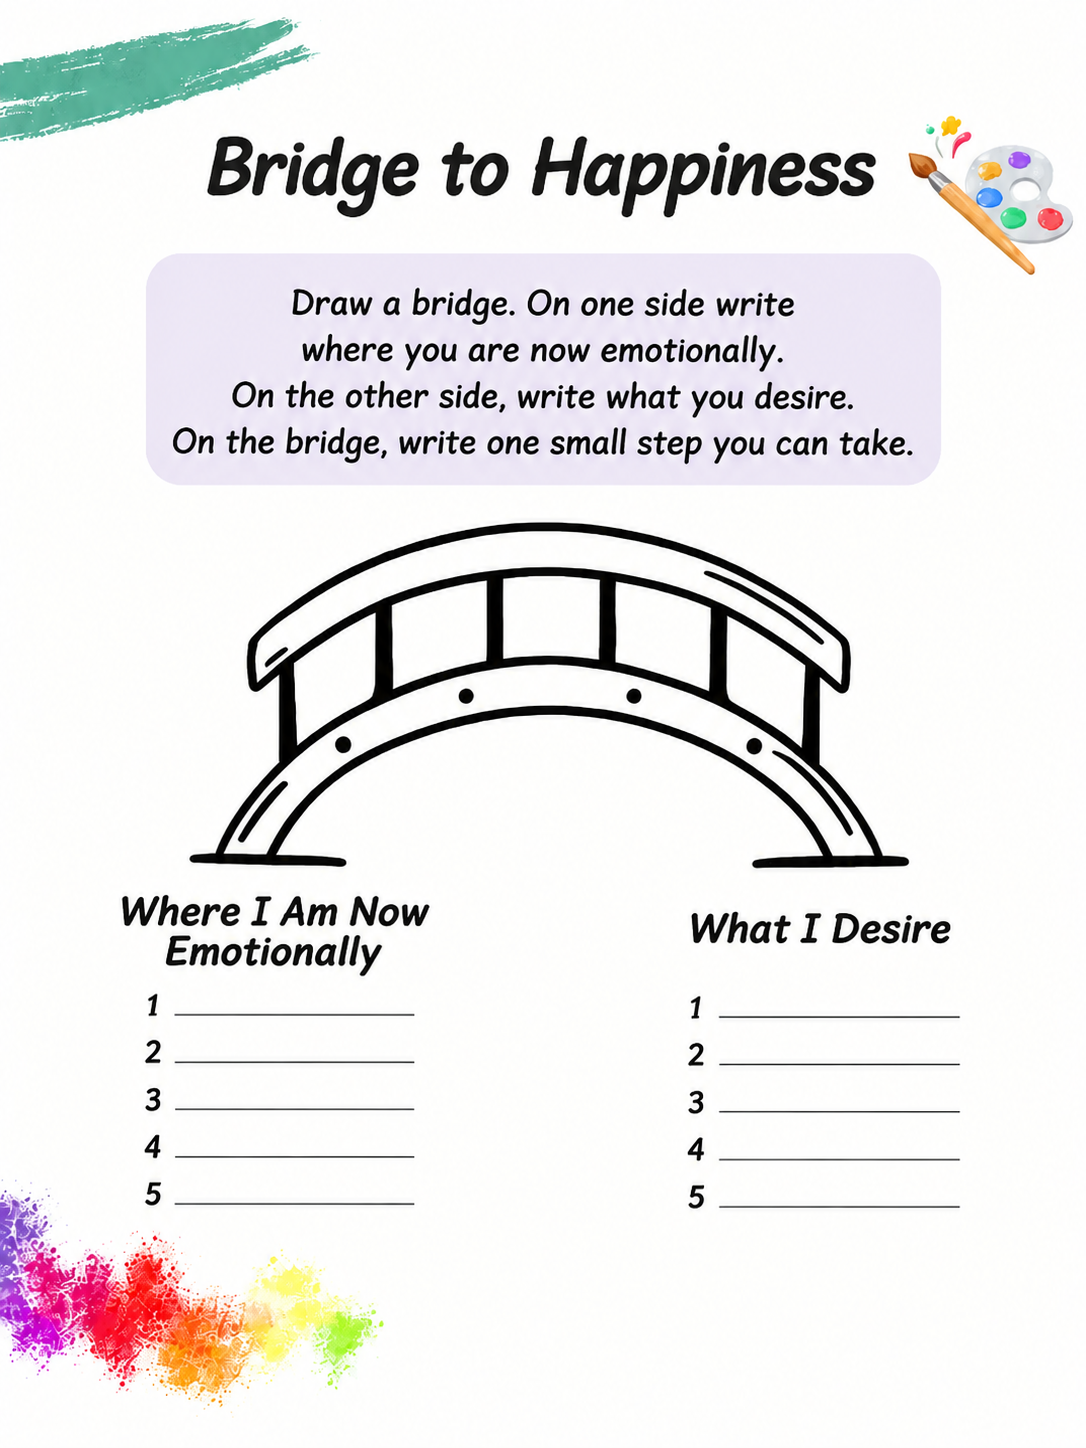 Bridge to Happiness
Draw a bridge. On one side write
where you are now emotionally.
On the other side, write what you desire.
On the bridge, write one small step you can take.
Where I Am Now
Emotionally
1
2
3
4
5
What I Desire
1
2
3
4
5